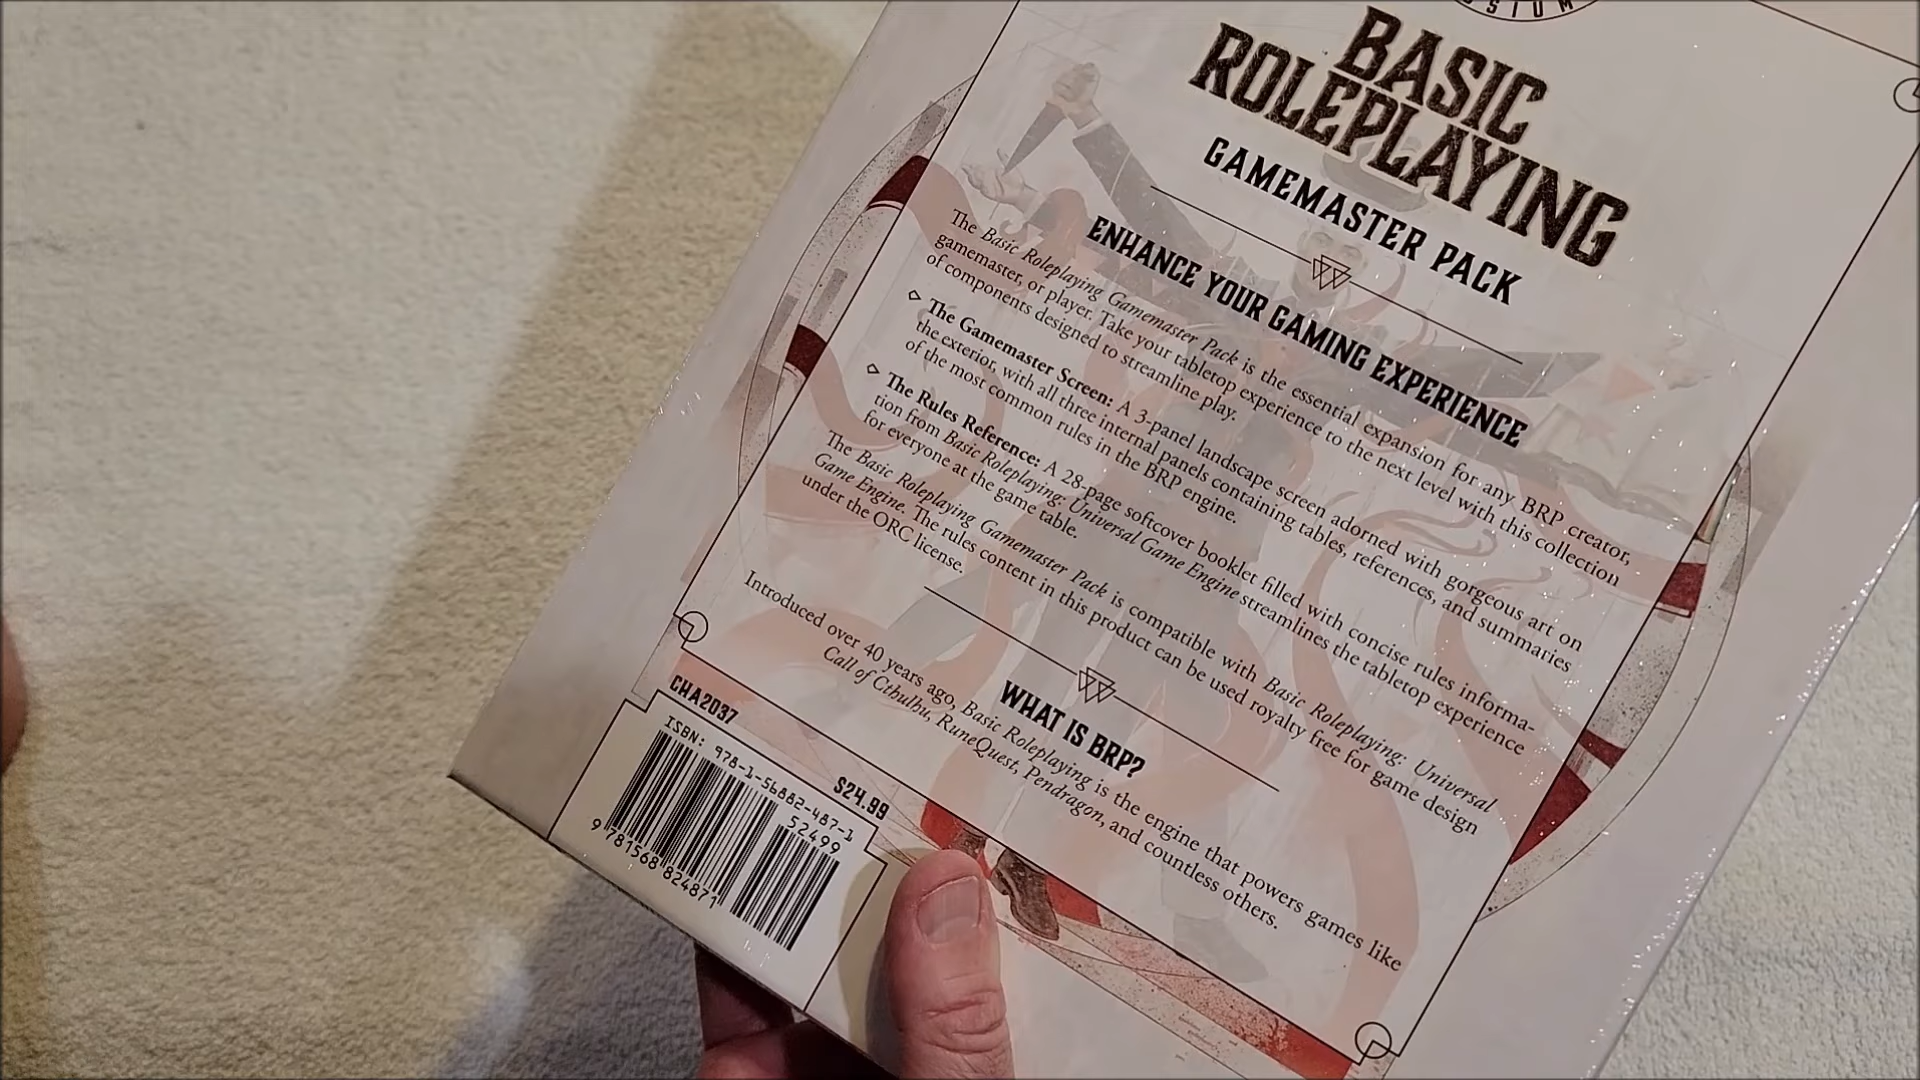 SIUM
BASIC
ROLEPLAYING
GAMEMASTER PACK
ENHANCE YOUR GAMING EXPERIENCE
The Basic Roleplaying Gamemaster Pack is the essential expansion for any BRP creator,
gamemaster, or player. Take your tabletop experience to the next level with this collection
of components designed to streamline play.
The Gamemaster Screen: A 3-panel landscape screen adorned with gorgeous art on
the exterior, with all three internal panels containing tables, references, and summaries
of the most common rules in the BRP engine.
The Rules Reference: A 28-page softcover booklet filled with concise rules informa-
tion from Basic Roleplaying: Universal Game Engine streamlines the tabletop experience
for everyone at the game table.
The Basic Roleplaying Gamemaster Pack is compatible with Basic Roleplaying: Universal
Game Engine. The rules content in this product can be used royalty free for game design
under the ORC license.
WHAT IS BRP?
Introduced over 40 years ago, Basic Roleplaying is the engine that powers games like
Call of Cthulhu, RuneQuest, Pendragon, and countless others.
CHA2037
$24.99
ISBN: 978-1-56882-487-1
52499
9 781568 824871